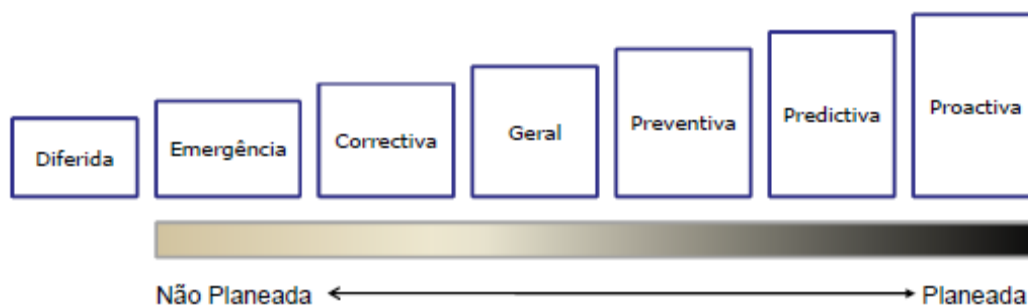 Diferida
Emergência
Correctiva
Geral
Preventiva
Predictiva
Proactiva
Não Planeada
Planeada